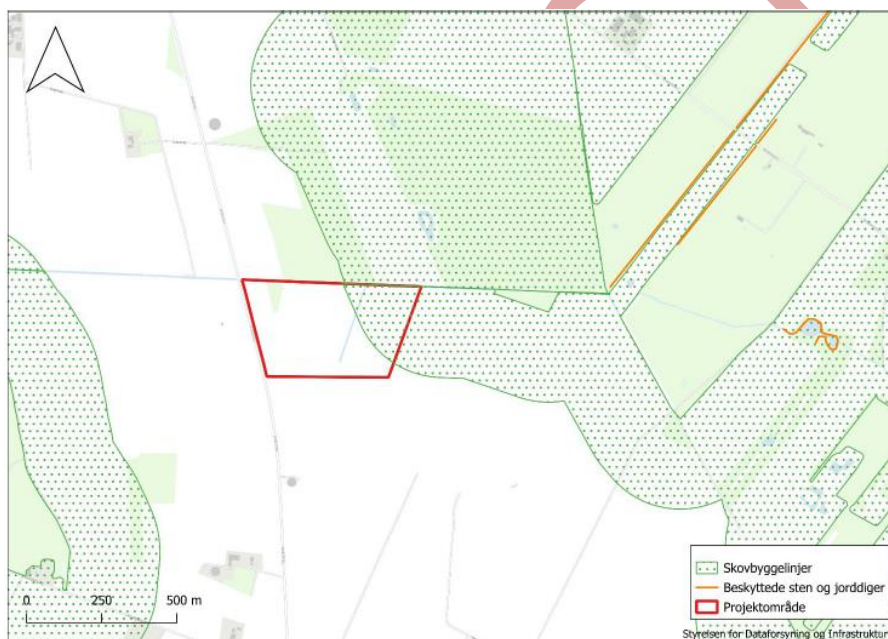 0 250 500 m
Skovbyggelinjer
Beskyttede sten og jorddiger
Projektområde
Styrelsen for Dataforsyning og Infrastruktur